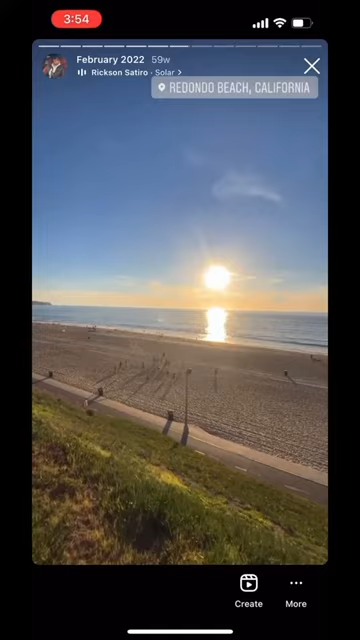 3:54
February 2022 59w
Rickson Satiro · Solar >
REDONDO BEACH, CALIFORNIA
Create
More